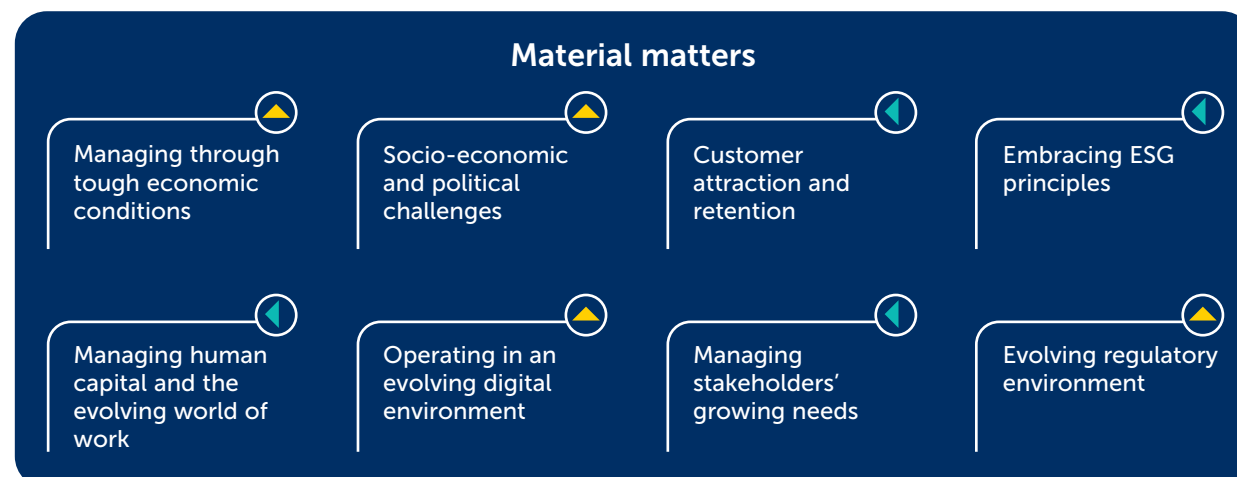 Material matters
Managing through
tough economic
conditions
Socio-economic
and political
challenges
Customer
attraction and
retention
Embracing ESG
principles
Managing human
capital and the
evolving world of
work
Operating in an
evolving digital
environment
Managing
stakeholders’
growing needs
Evolving regulatory
environment